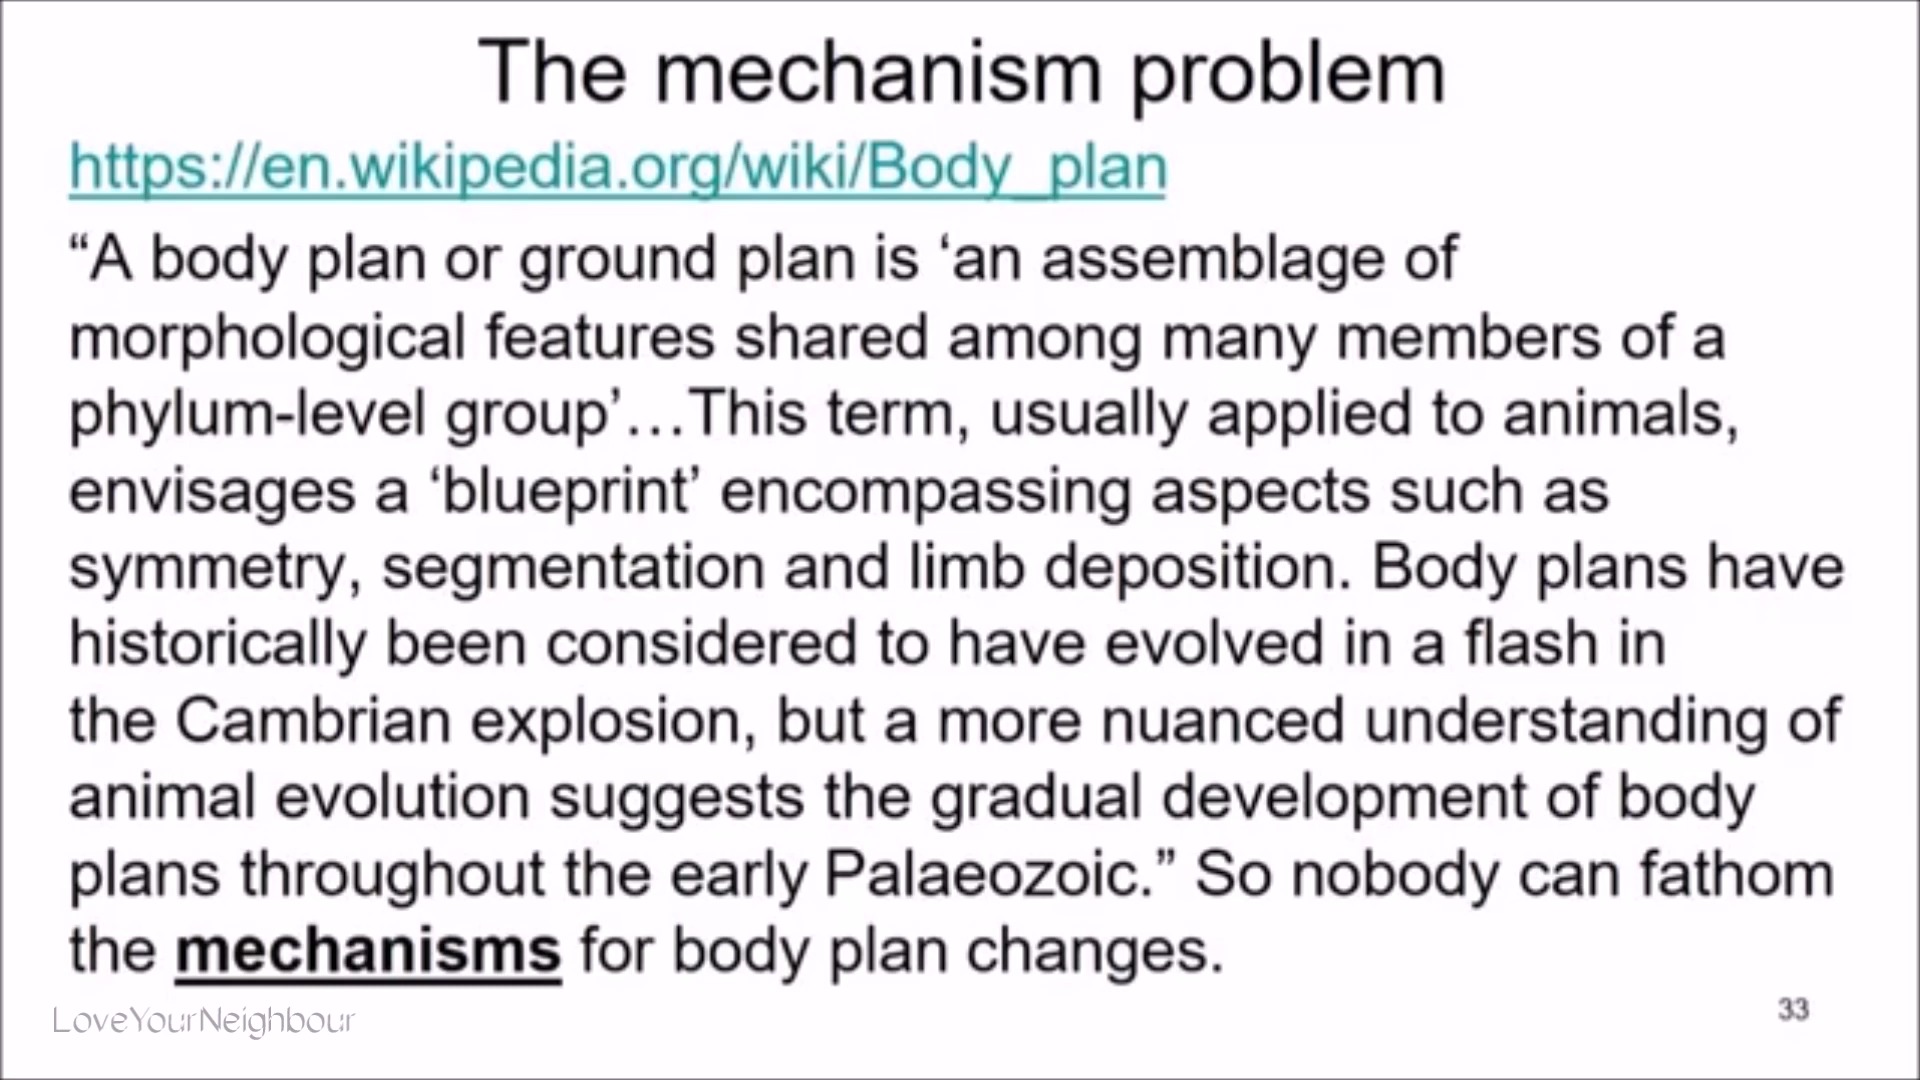 The mechanism problem
https://en.wikipedia.org/wiki/Body_plan
“A body plan or ground plan is ‘an assemblage of
morphological features shared among many members of a
phylum-level group’…This term, usually applied to animals,
envisages a ‘blueprint’ encompassing aspects such as
symmetry, segmentation and limb deposition. Body plans have
historically been considered to have evolved in a flash in
the Cambrian explosion, but a more nuanced understanding of
animal evolution suggests the gradual development of body
plans throughout the early Palaeozoic.” So nobody can fathom
the mechanisms for body plan changes.
LoveYourNeighbour
33